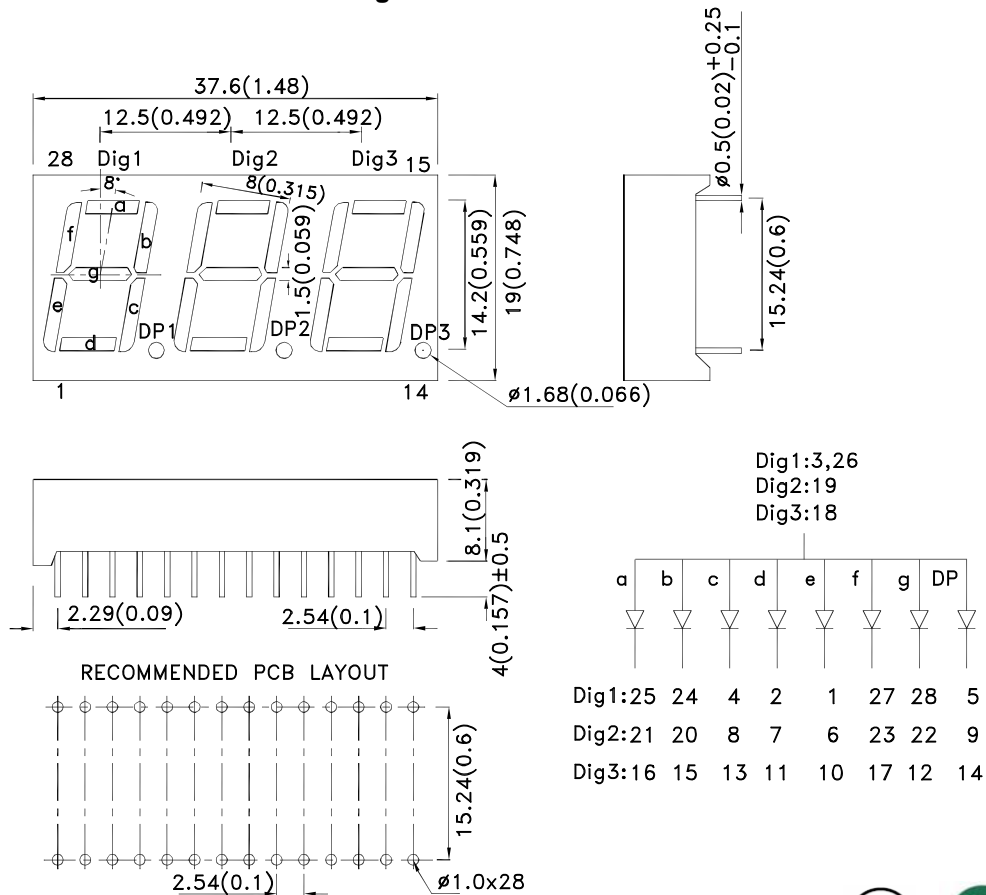 ø0.5(0.02)+0.25
-0.1
37.6(1.48)
12.5(0.492) 12.5(0.492)
28 Dig1 Dig2 Dig3 15
8° 8(0.315)
a
f b
g
e c
d
DP1 DP2 DP3
1.5(0.059)
14.2(0.559)
19(0.748)
15.24(0.6)
1 14
ø1.68(0.066)
8.1(0.319)
4(0.157)±0.5
2.29(0.09) 2.54(0.1)
Dig1:3,26
Dig2:19
Dig3:18
a b c d e f g DP
Dig1:25 24 4 2 1 27 28 5
Dig2:21 20 8 7 6 23 22 9
Dig3:16 15 13 11 10 17 12 14
RECOMMENDED PCB LAYOUT
15.24(0.6)
2.54(0.1) ø1.0x28